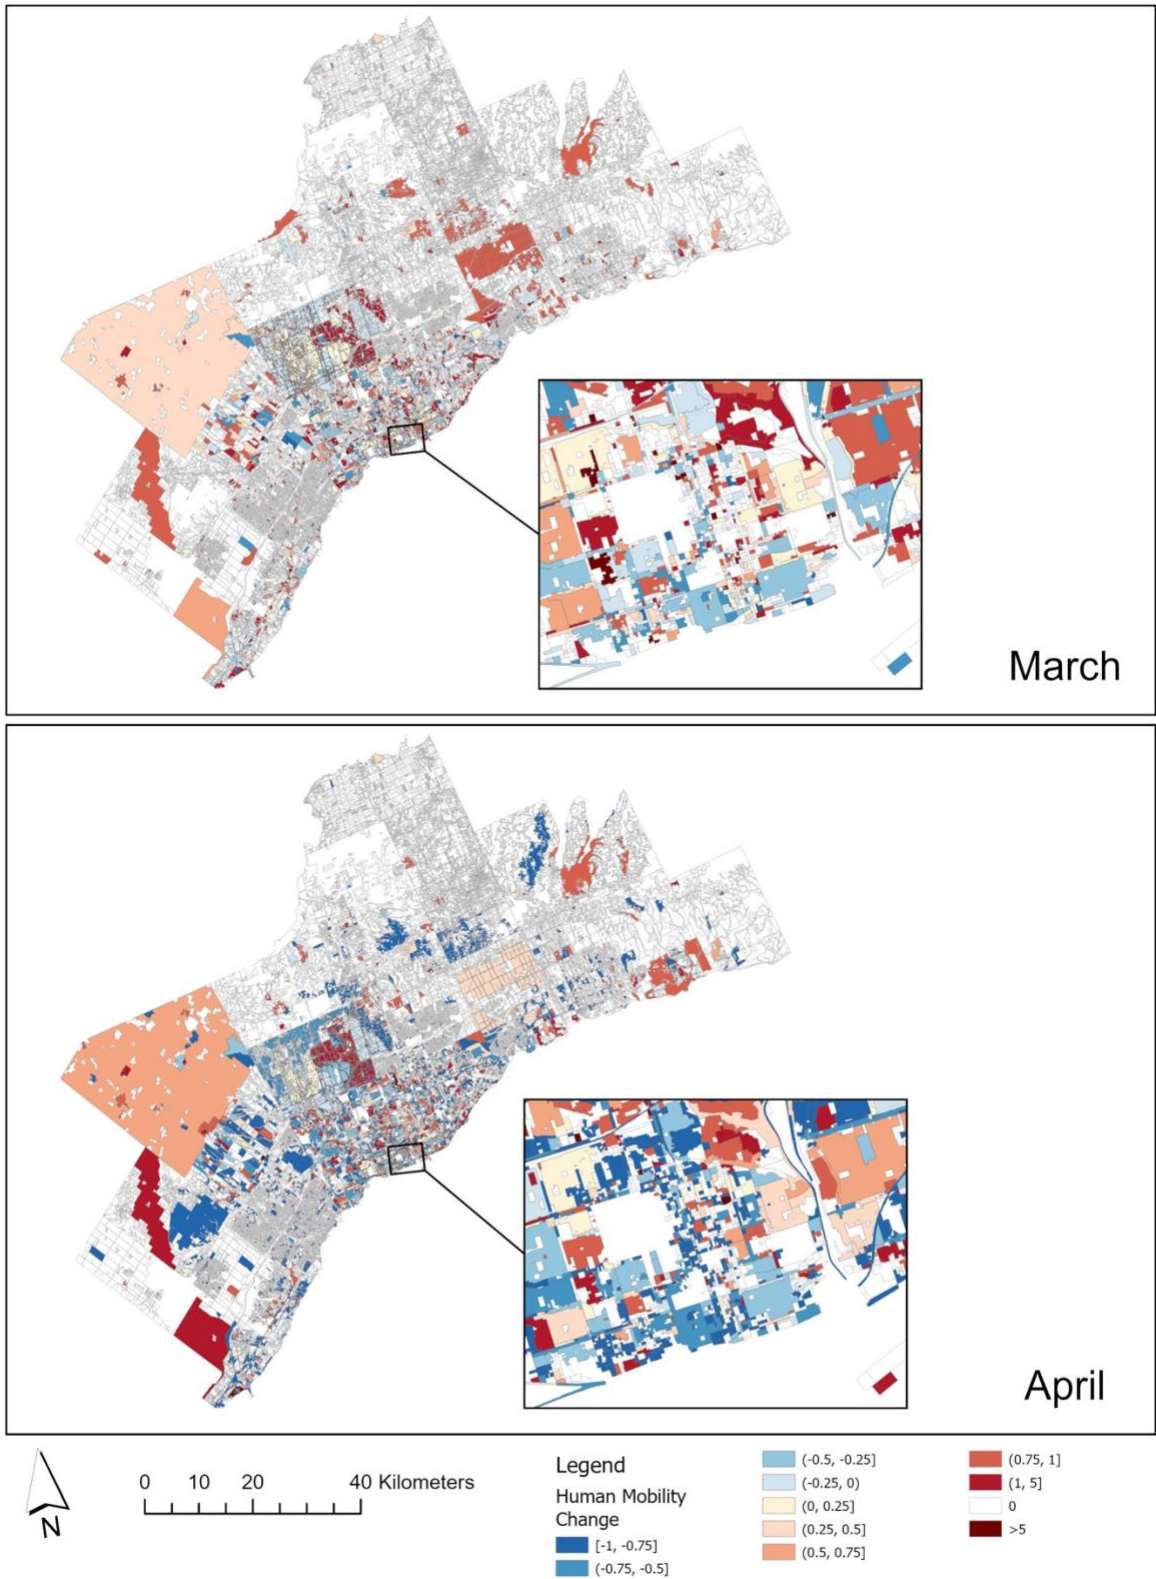 March
April
N
0 10 20 40 Kilometers
Legend
Human Mobility
Change
[-1, -0.75]
(-0.75, -0.5]
(-0.5, -0.25]
(-0.25, 0)
(0, 0.25]
(0.25, 0.5]
(0.5, 0.75]
(0.75, 1]
(1, 5]
0
>5